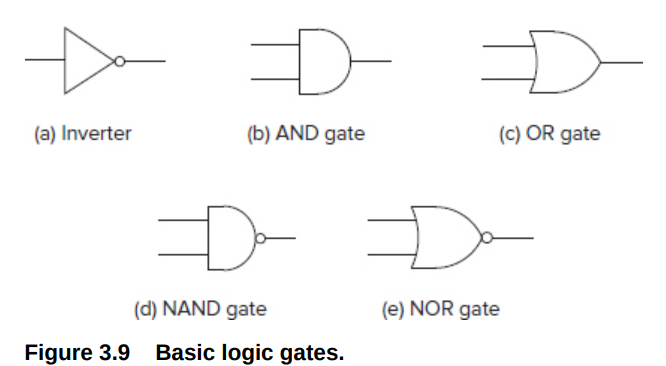 (a) Inverter
(b) AND gate
(c) OR gate
(d) NAND gate
(e) NOR gate
Figure 3.9 Basic logic gates.